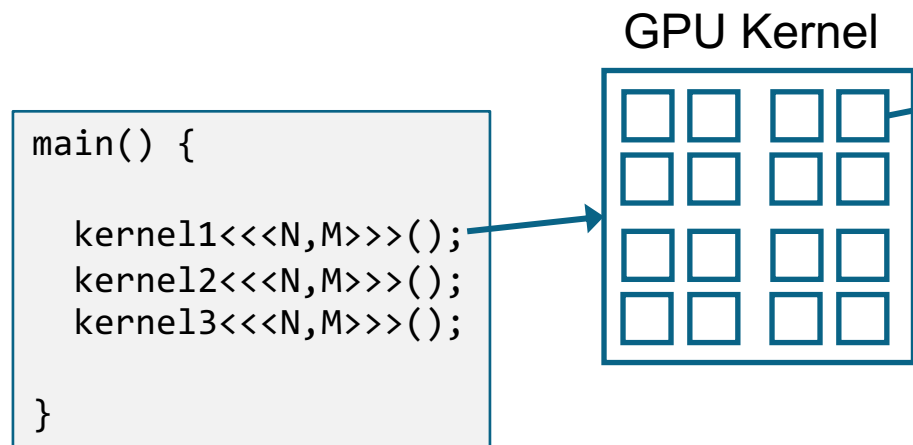 GPU Kernel
main() {
kernel1<<<N,M>>>();
kernel2<<<N,M>>>();
kernel3<<<N,M>>>();
}